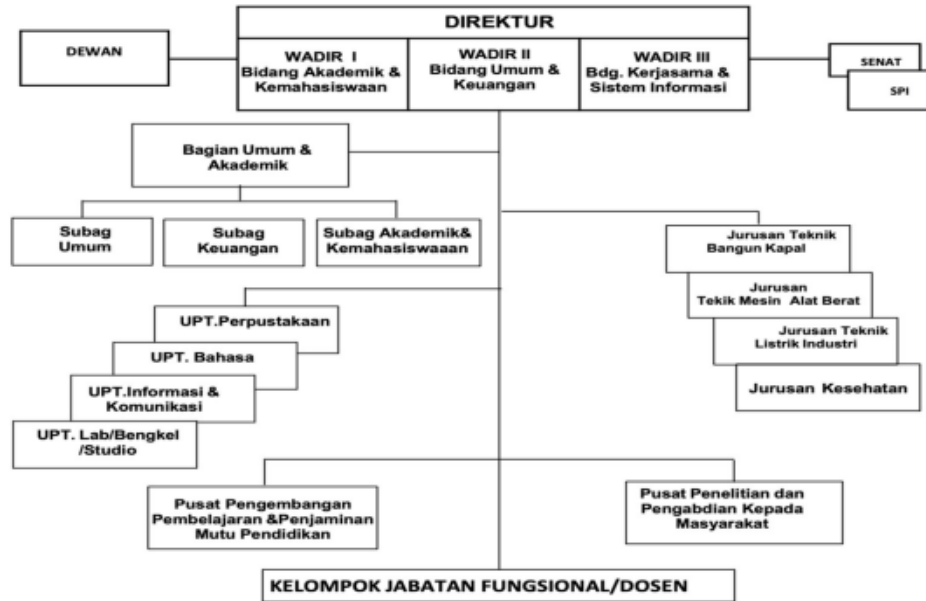 DIREKTUR
DEWAN
WADIR I
Bidang Akademik &
Kemahasiswaan
WADIR II
Bidang Umum &
Keuangan
WADIR III
Bdg. Kerjasama &
Sistem Informasi
SENAT
SPI
Bagian Umum &
Akademik
Subag
Umum
Subag
Keuangan
Subag Akademik&
Kemahasiswaaan
Jurusan Teknik
Bangun Kapal
Jurusan
Tekik Mesin Alat Berat
Jurusan Teknik
Listrik Industri
Jurusan Kesehatan
UPT.Perpustakaan
UPT. Bahasa
UPT.Informasi &
Komunikasi
UPT. Lab/Bengkel
/Studio
Pusat Pengembangan
Pembelajaran &Penjaminan
Mutu Pendidikan
Pusat Penelitian dan
Pengabdian Kepada
Masyarakat
KELOMPOK JABATAN FUNGSIONAL/DOSEN